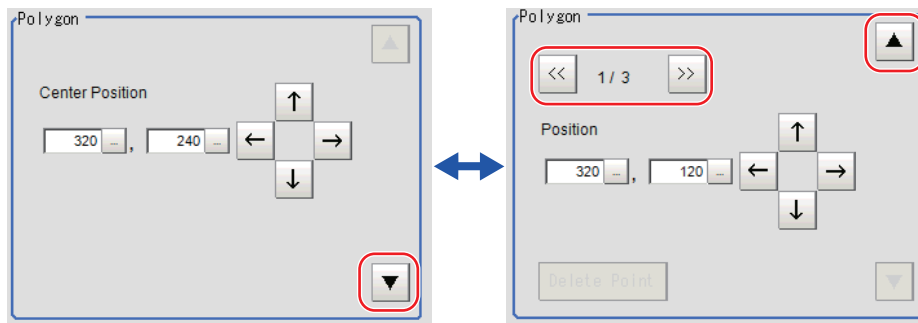 Polygon
Center Position
320 ... , 240 ...
Polygon
<< 1 / 3 >>
Position
320 ... , 120 ...
Delete Point